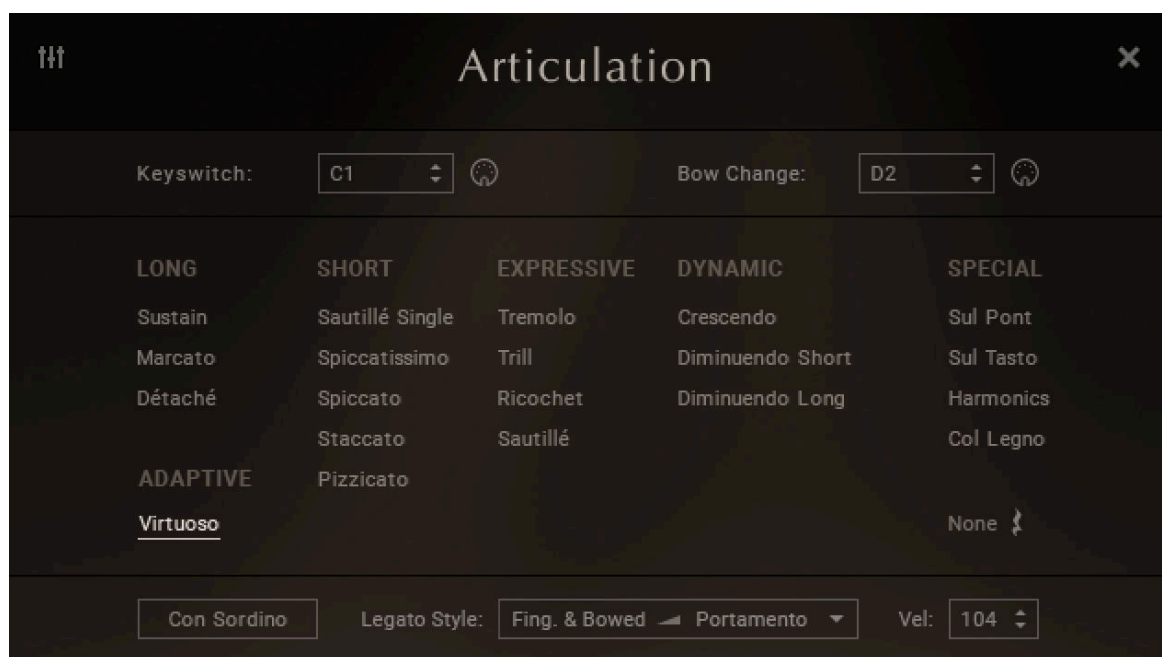 Articulation
Keyswitch: C1 Bow Change: D2
LONG SHORT EXPRESSIVE DYNAMIC SPECIAL
Sustain Sautillé Single Tremolo Crescendo Sul Pont
Marcato Spiccatissimo Trill Diminuendo Short Sul Tasto
Détaché Spiccato Ricochet Diminuendo Long Harmonics
Staccato Sautillé Col Legno
ADAPTIVE Pizzicato
Virtuoso None
Con Sordino Legato Style: Fing. & Bowed Portamento Vel: 104